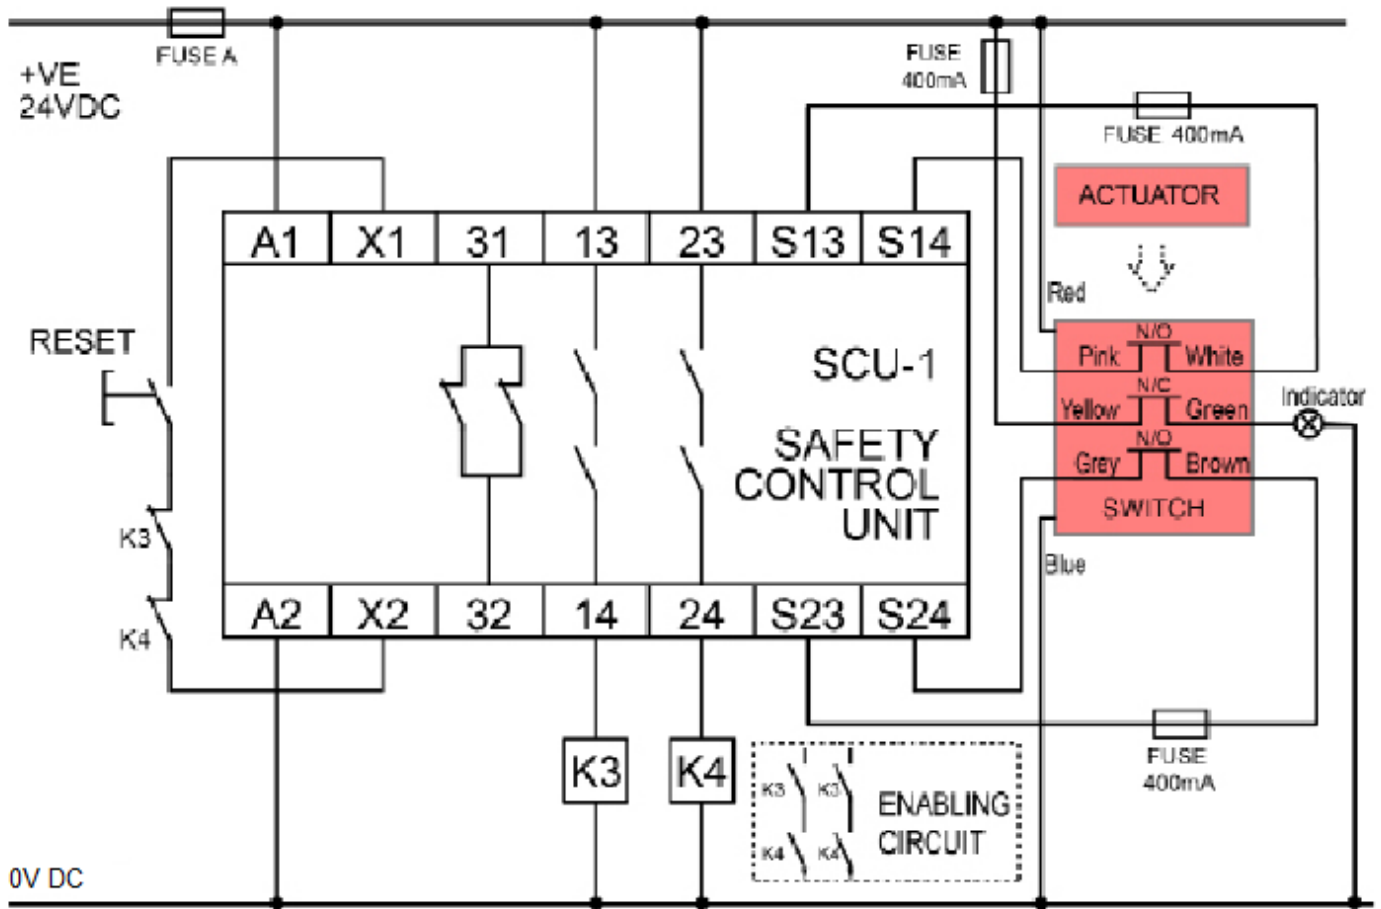 FUSE A
+VE
24VDC
FUSE
400mA
FUSE 400mA
ACTUATOR
A1 X1 31 13 23 S13 S14
Red
RESET
SCU-1
SAFETY
CONTROL
UNIT
N/O
Pink White
N/C
Yellow Green
Indicator
N/O
Grey Brown
SWITCH
Blue
K3
K4
A2 X2 32 14 24 S23 S24
K3 K4
FUSE
400mA
K3 K3
K4 K4
ENABLING
CIRCUIT
0V DC